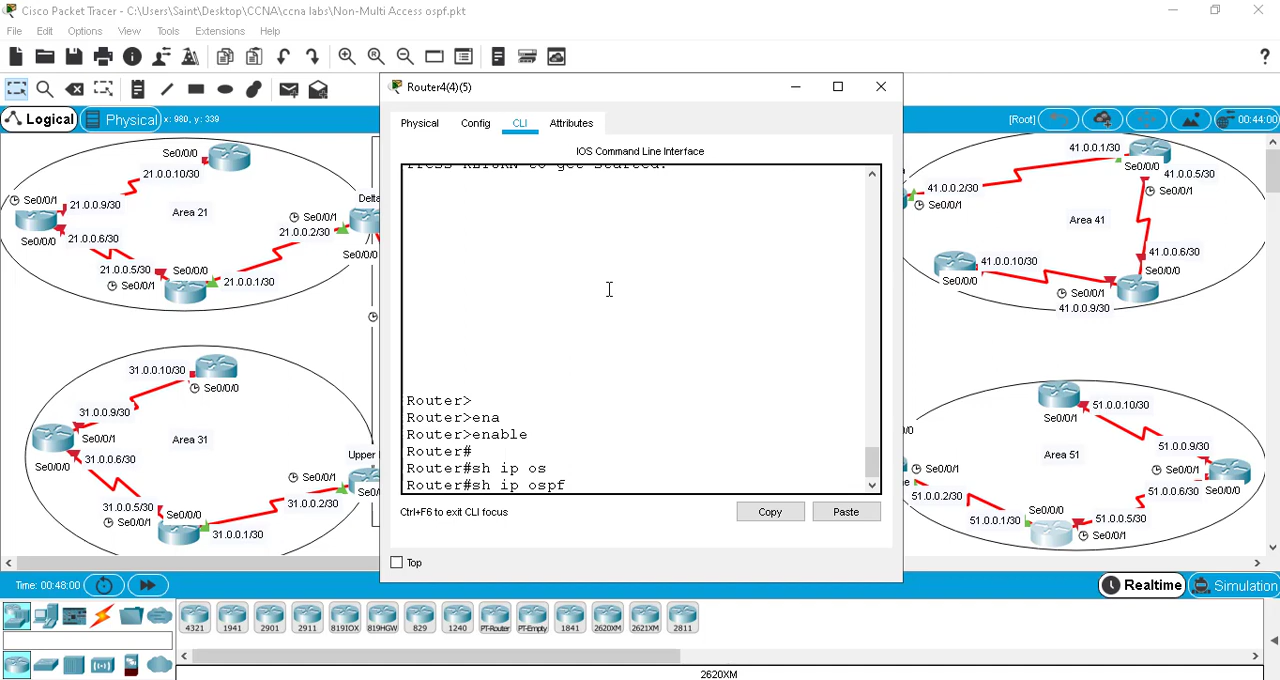 Cisco Packet Tracer - C:\Users\Saint\Desktop\CCNA\ccna labs\Non-Multi Access ospf.pkt
File Edit Options View Tools Extensions Help
Logical
Physical
x: 980, y: 339
[Root]
00:44:00
Router4(4)(5)
Physical Config CLI Attributes
IOS Command Line Interface
Press RETURN to get started!
Router>
Router>ena
Router>enable
Router#
Router#sh ip os
Router#sh ip ospf
Ctrl+F6 to exit CLI focus
Copy
Paste
Top
Se0/0/0
21.0.0.10/30
Se0/0/1
21.0.0.9/30
Area 21
Delta
Se0/0/1
21.0.0.6/30
Se0/0/0
21.0.0.2/30
21.0.0.5/30
Se0/0/0
Se0/0/0
Se0/0/1
21.0.0.1/30
31.0.0.10/30
Se0/0/0
31.0.0.9/30
Se0/0/1
Area 31
31.0.0.6/30
Se0/0/0
Upper
Se0/0/1
Se0/
31.0.0.5/30
Se0/0/0
31.0.0.2/30
Se0/0/1
31.0.0.1/30
41.0.0.1/30
Se0/0/0
41.0.0.5/30
41.0.0.2/30
Se0/0/1
Se0/0/1
Area 41
41.0.0.6/30
41.0.0.10/30
Se0/0/0
Se0/0/0
Se0/0/1
41.0.0.9/30
51.0.0.10/30
Se0/0/0
51.0.0.9/30
Area 51
Se0/0/1
Se0/0/1
51.0.0.6/30
Se0/0/0
51.0.0.2/30
Se0/0/0
51.0.0.1/30
51.0.0.5/30
Se0/0/1
Time: 00:48:00
Realtime
Simulation
4321 1941 2901 2911 819IOX 819HGW 829 1240 PT-Router PT-Empty 1841 2620XM 2621XM 2811
2620XM